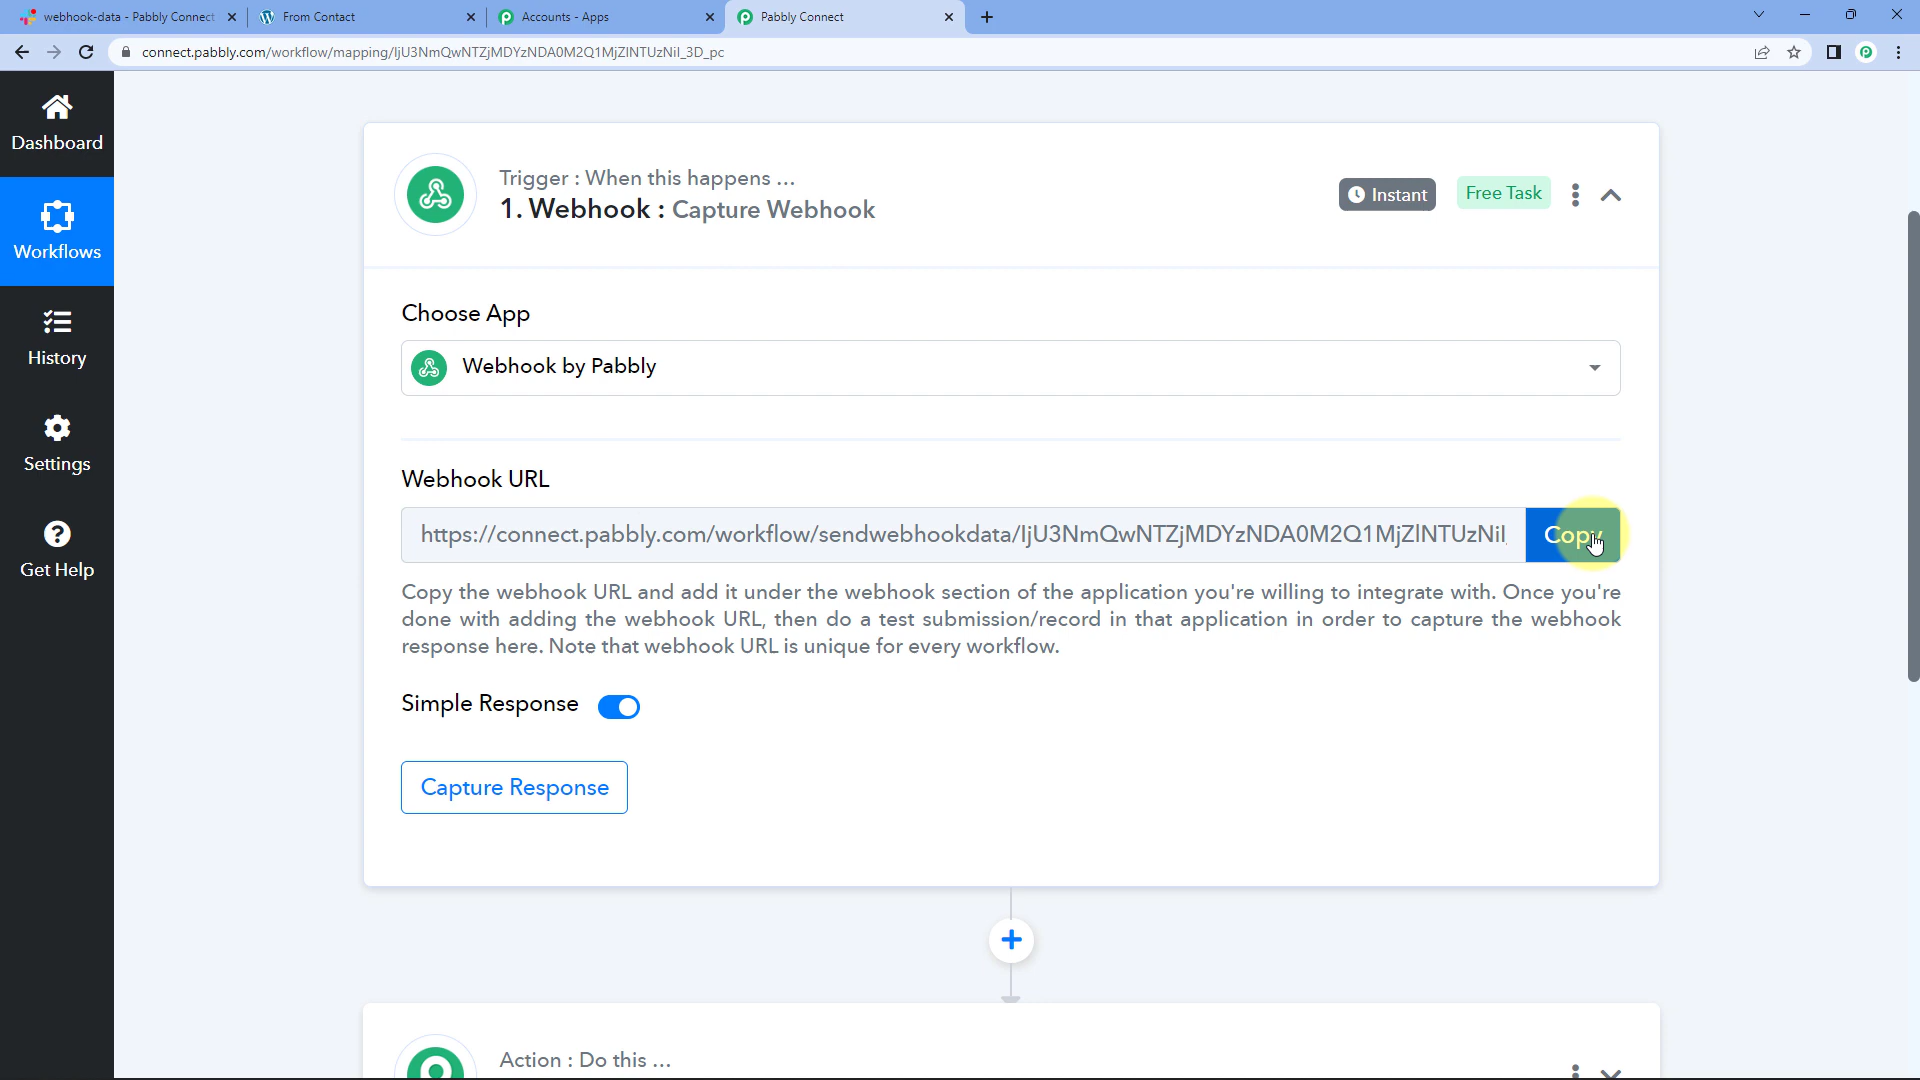 webhook-data - Pabbly Connect
From Contact
Accounts - Apps
Pabbly Connect
connect.pabbly.com/workflow/mapping/IjU3NmQwNTZjMDYzNDA0M2Q1MjZlNTUzNiI_3D_pc
Dashboard
Workflows
History
Settings
Get Help
Trigger : When this happens ...
1. Webhook : Capture Webhook
Instant
Free Task
Choose App
Webhook by Pabbly
Webhook URL
https://connect.pabbly.com/workflow/sendwebhookdata/IjU3NmQwNTZjMDYzNDA0M2Q1MjZlNTUzNiI_
Copy
Copy the webhook URL and add it under the webhook section of the application you're willing to integrate with. Once you're
done with adding the webhook URL, then do a test submission/record in that application in order to capture the webhook
response here. Note that webhook URL is unique for every workflow.
Simple Response
Capture Response
Action : Do this ...